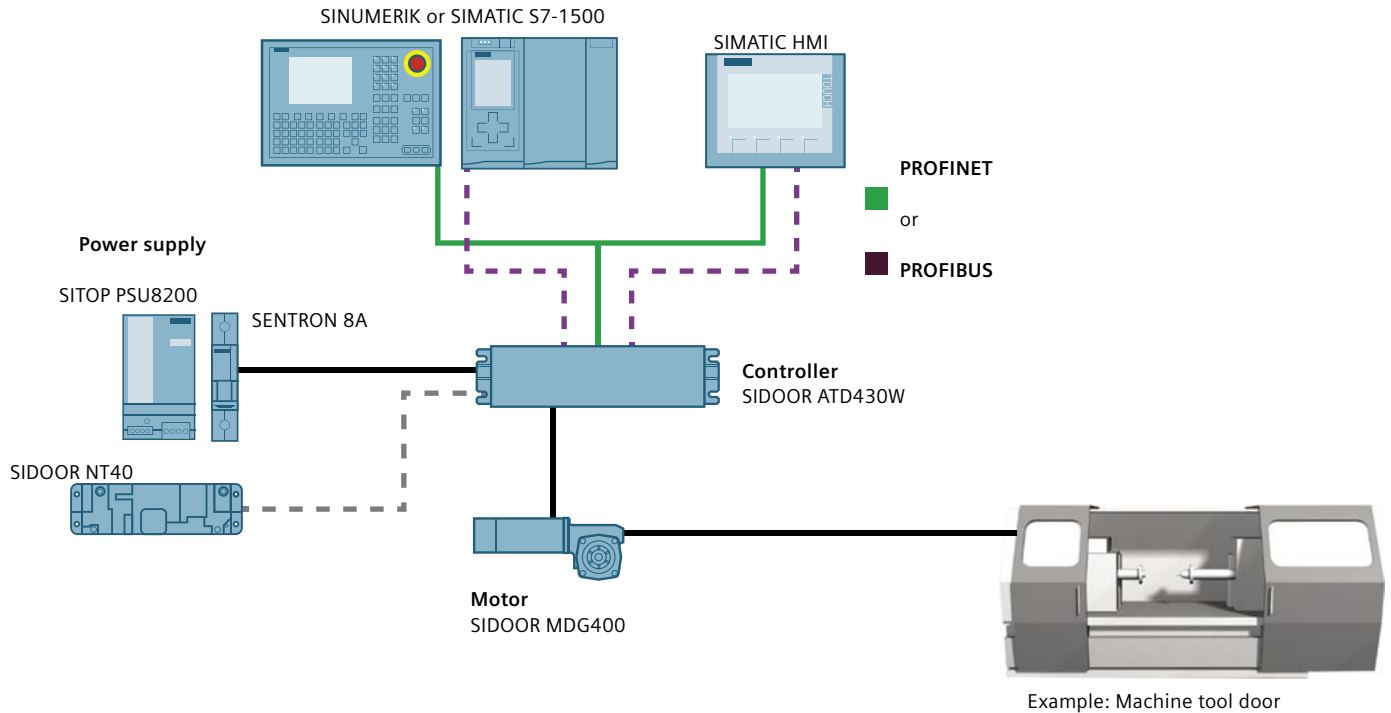 SINUMERIK or SIMATIC S7-1500
SIMATIC HMI
TOUCH
PROFINET
or
PROFIBUS
Power supply
SITOP PSU8200
SENTRON 8A
Controller
SIDOOR ATD430W
SIDOOR NT40
Motor
SIDOOR MDG400
Example: Machine tool door